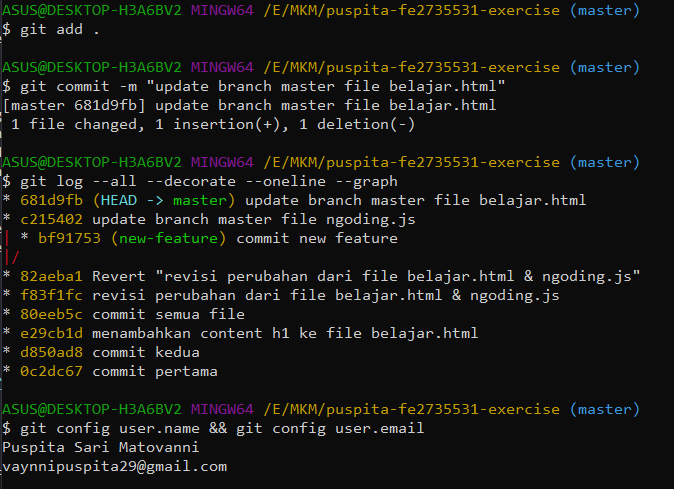 ASUS@DESKTOP-H3A6BV2 MINGW64 /E/MKM/puspita-fe2735531-exercise (master)
$ git add .
ASUS@DESKTOP-H3A6BV2 MINGW64 /E/MKM/puspita-fe2735531-exercise (master)
$ git commit -m "update branch master file belajar.html"
[master 681d9fb] update branch master file belajar.html
 1 file changed, 1 insertion(+), 1 deletion(-)
ASUS@DESKTOP-H3A6BV2 MINGW64 /E/MKM/puspita-fe2735531-exercise (master)
$ git log --all --decorate --oneline --graph
* 681d9fb (HEAD -> master) update branch master file belajar.html
* c215402 update branch master file ngoding.js
| * bf91753 (new-feature) commit new feature
|/
* 82aeba1 Revert "revisi perubahan dari file belajar.html & ngoding.js"
* f83f1fc revisi perubahan dari file belajar.html & ngoding.js
* 80eeb5c commit semua file
* e29cb1d menambahkan content h1 ke file belajar.html
* d850ad8 commit kedua
* 0c2dc67 commit pertama
ASUS@DESKTOP-H3A6BV2 MINGW64 /E/MKM/puspita-fe2735531-exercise (master)
$ git config user.name && git config user.email
Puspita Sari Matovanni
vaynnipuspita29@gmail.com